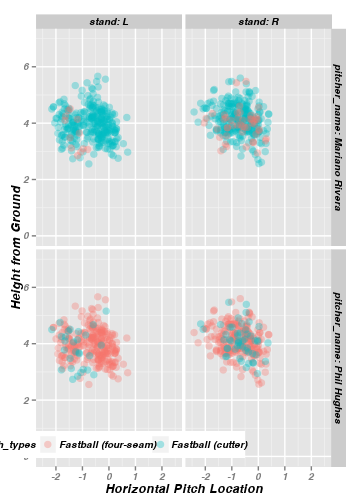 stand: L
stand: R
6
4
2
0
pitcher_name: Mariano Rivera
Height from Ground
6
4
2
pitcher_name: Phil Hughes
h_types Fastball (four-seam) Fastball (cutter)
-2 -1 0 1 2 -2 -1 0 1 2
Horizontal Pitch Location